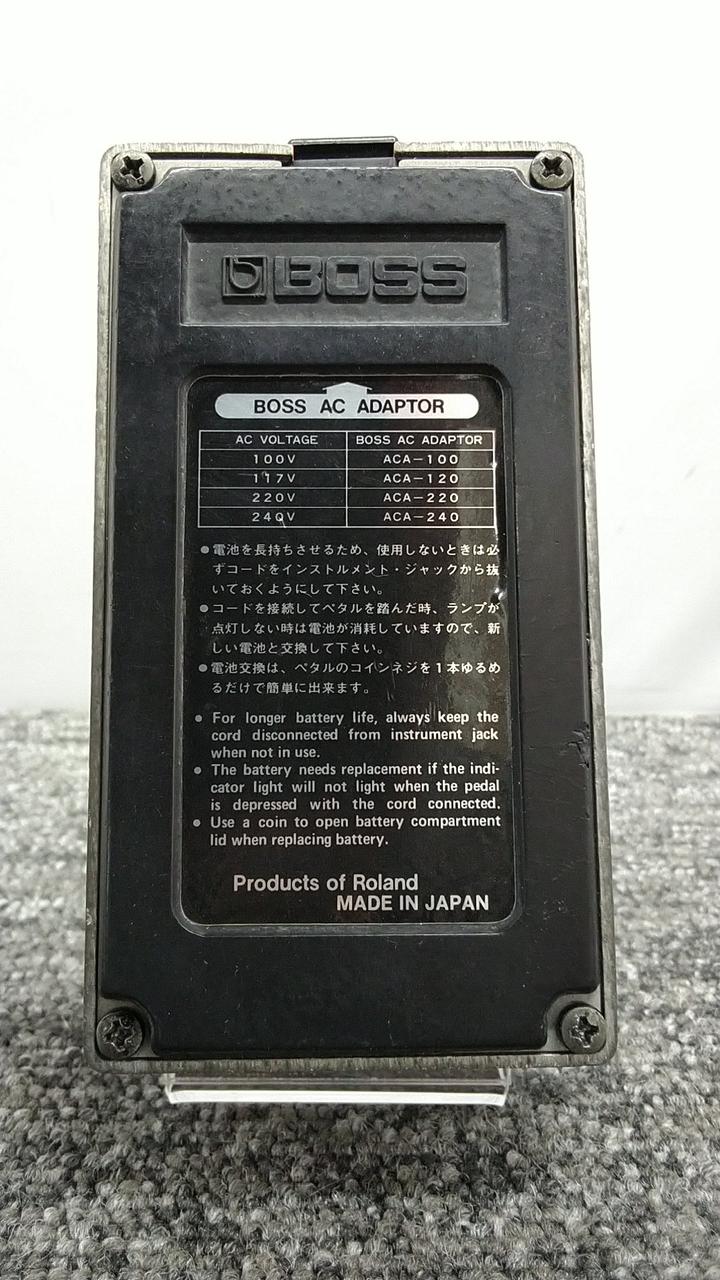 BOSS
BOSS AC ADAPTOR
AC VOLTAGE BOSS AC ADAPTOR
100V ACA-100
117V ACA-120
220V ACA-220
240V ACA-240
●電池を長持ちさせるため、使用しないときは必
ずコードをインストルメント・ジャックから抜
いておくようにして下さい。
●コードを接続してペタルを踏んだ時、ランプが
点灯しない時は電池が消耗していますので、新
しい電池と交換して下さい。
●電池交換は、ペタルのコインネジを1本ゆるめ
るだけで簡単に出来ます。
● For longer battery life, always keep the
cord disconnected from instrument jack
when not in use.
● The battery needs replacement if the indi-
cator light will not light when the pedal
is depressed with the cord connected.
● Use a coin to open battery compartment
lid when replacing battery.
Products of Roland
MADE IN JAPAN